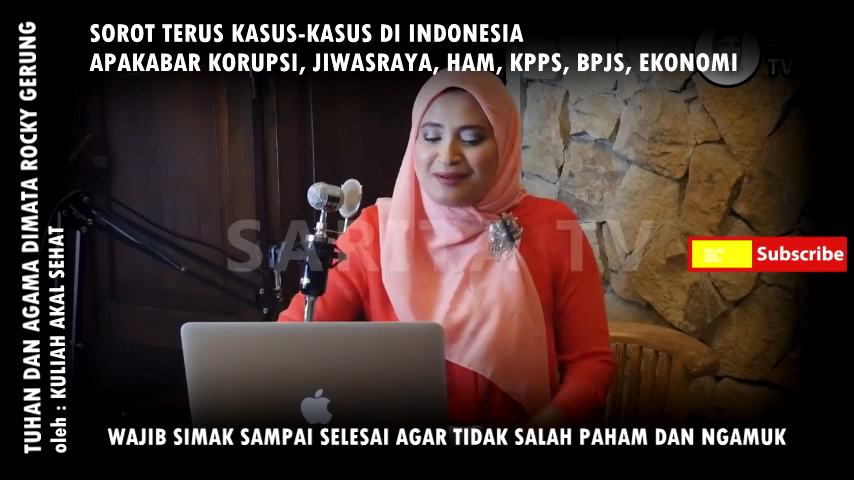 SOROT TERUS KASUS-KASUS DI INDONESIA
APAKABAR KORUPSI, JIWASRAYA, HAM, KPPS, BPJS, EKONOMI
TV
TUHAN DAN AGAMA DIMATA ROCKY GERUNG
oleh : KULIAH AKAL SEHAT
SARITA TV
Subscribe
WAJIB SIMAK SAMPAI SELESAI AGAR TIDAK SALAH PAHAM DAN NGAMUK